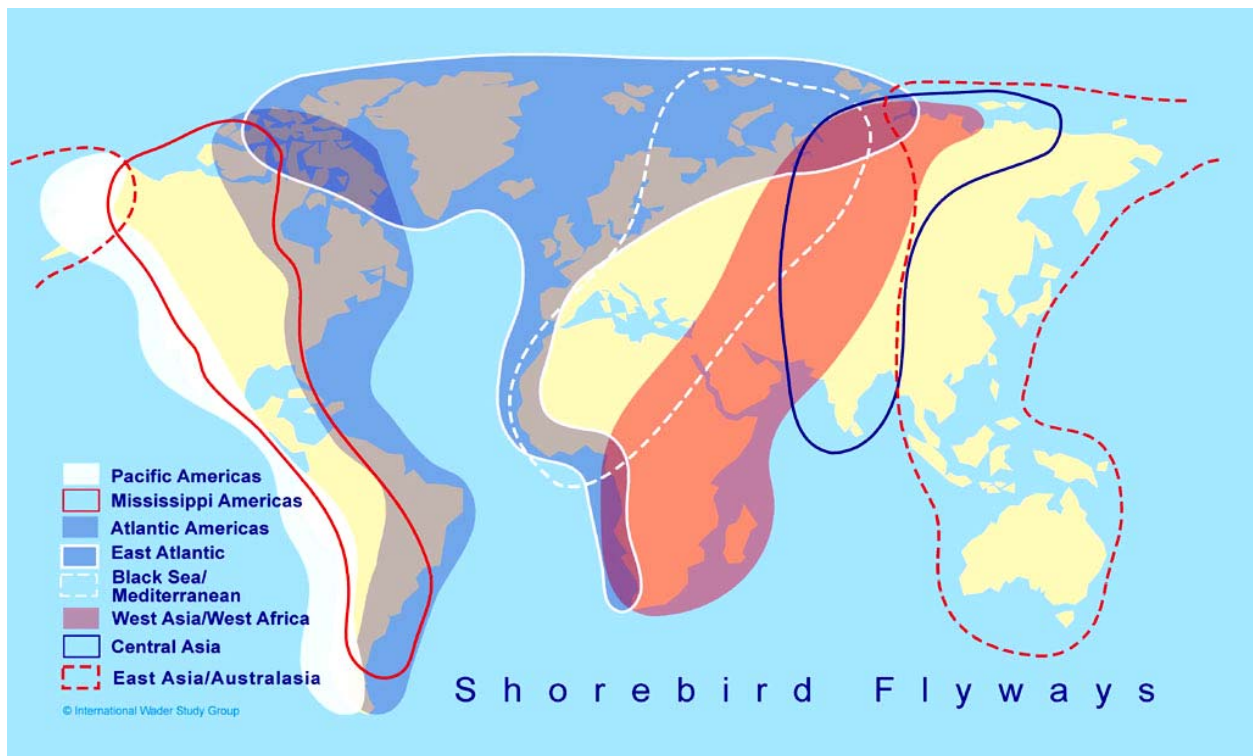 Pacific Americas
Mississippi Americas
Atlantic Americas
East Atlantic
Black Sea/
Mediterranean
West Asia/West Africa
Central Asia
East Asia/Australasia
Shorebird Flyways
© International Wader Study Group